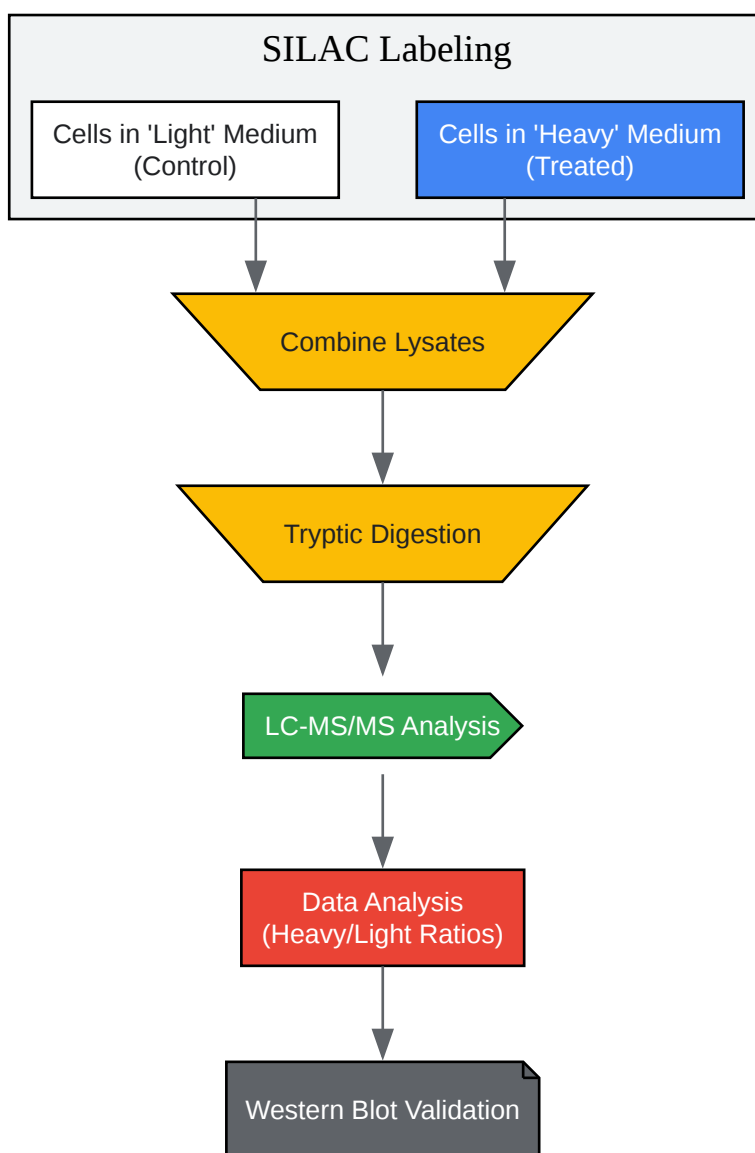 SILAC Labeling
Cells in 'Light' Medium
(Control)
Cells in 'Heavy' Medium
(Treated)
Combine Lysates
Tryptic Digestion
LC-MS/MS Analysis
Data Analysis
(Heavy/Light Ratios)
Western Blot Validation